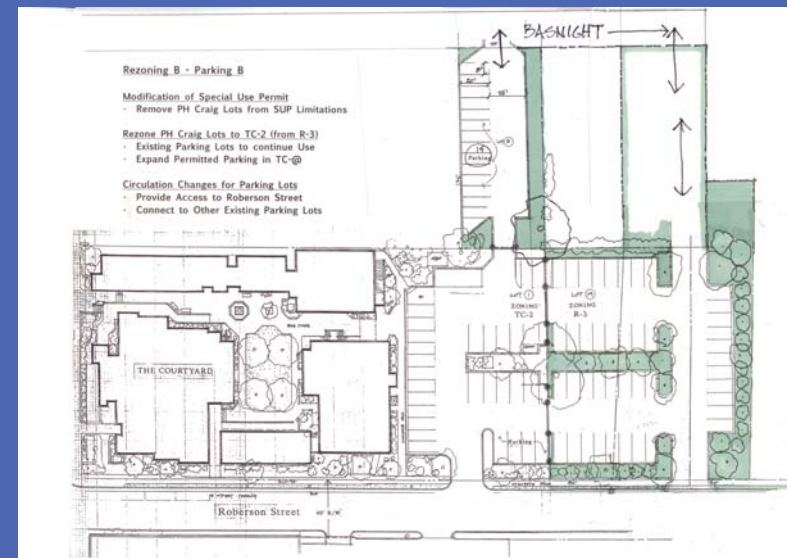 BASNIGHT
Rezoning B - Parking B
Modification of Special Use Permit
· Remove PH Craig Lots from SUP Limitations
Rezone PH Craig Lots to TC-2 (from R-3)
· Existing Parking Lots to continue Use
· Expand Permitted Parking in TC-@
Circulation Changes for Parking Lots
· Provide Access to Roberson Street
· Connect to Other Existing Parking Lots
Parking
LOT 1
ZONING
TC-2
LOT
ZONING
R-3
THE COURTYARD
Parking
Roberson Street